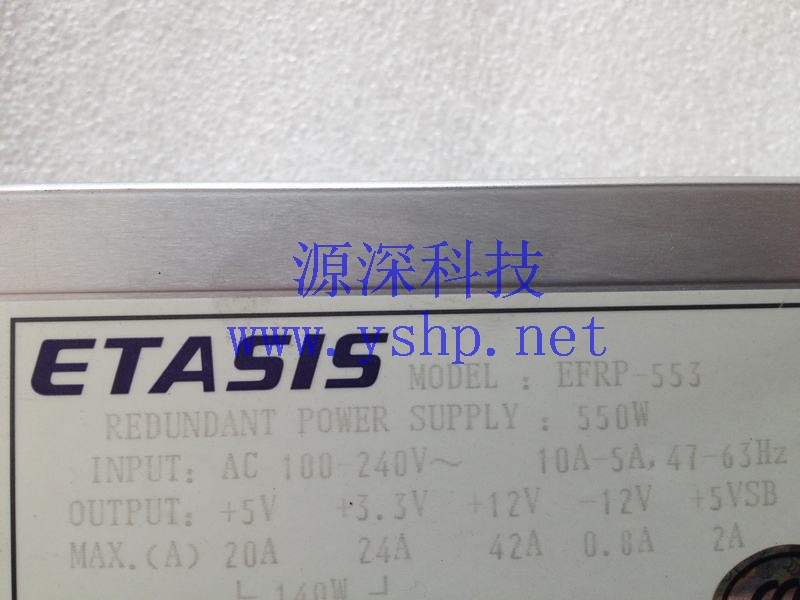 源深科技
www.yshp.net
ETASIS MODEL : EFRP-553
REDUNDANT POWER SUPPLY : 550W
INPUT: AC 100-240V～ 10A-5A, 47-63Hz
OUTPUT: +5V +3.3V +12V -12V +5VSB
MAX.(A) 20A 24A 42A 0.8A 2A
140W